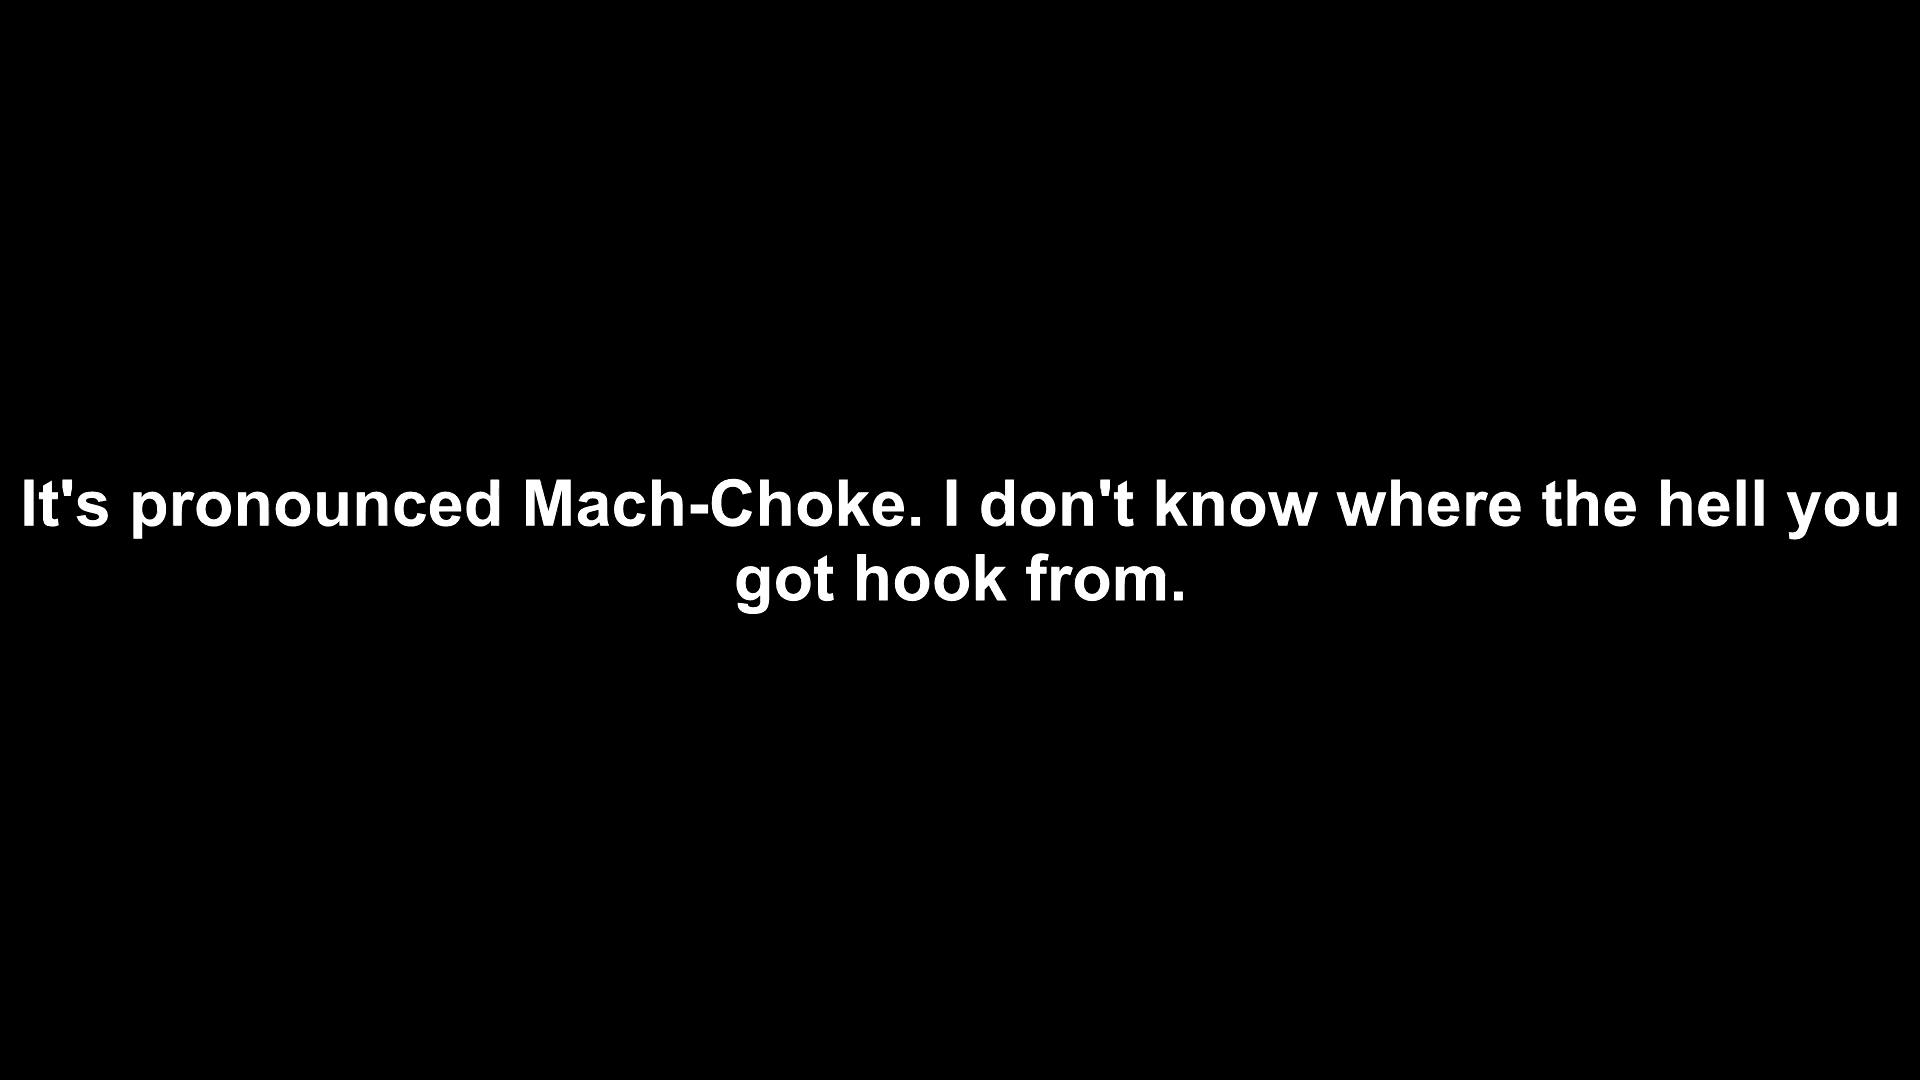 It's pronounced Mach-Choke. I don't know where the hell you
got hook from.